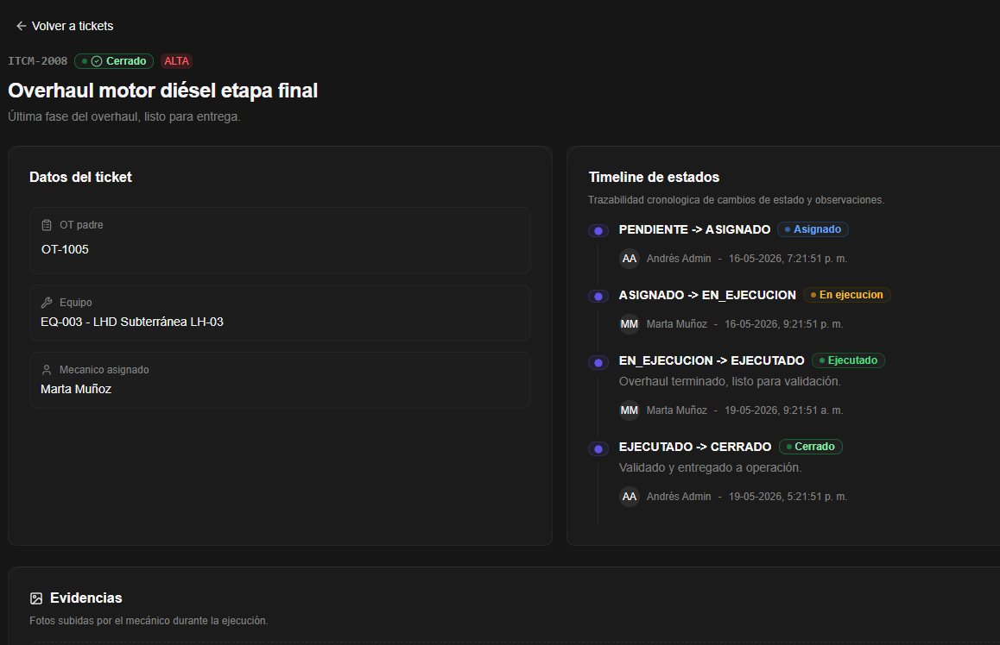 Volver a tickets
ITCM-2008 Cerrado ALTA
Overhaul motor diésel etapa final
Última fase del overhaul, listo para entrega.
Datos del ticket
OT padre
OT-1005
Equipo
EQ-003 - LHD Subterránea LH-03
Mecanico asignado
Marta Muñoz
Timeline de estados
Trazabilidad cronologica de cambios de estado y observaciones.
PENDIENTE -> ASIGNADO Asignado
AA Andrés Admin - 16-05-2026, 7:21:51 p. m.
ASIGNADO -> EN_EJECUCION En ejecucion
MM Marta Muñoz - 16-05-2026, 9:21:51 p. m.
EN_EJECUCION -> EJECUTADO Ejecutado
Overhaul terminado, listo para validación.
MM Marta Muñoz - 19-05-2026, 9:21:51 a. m.
EJECUTADO -> CERRADO Cerrado
Validado y entregado a operación.
AA Andrés Admin - 19-05-2026, 5:21:51 p. m.
Evidencias
Fotos subidas por el mecánico durante la ejecución.